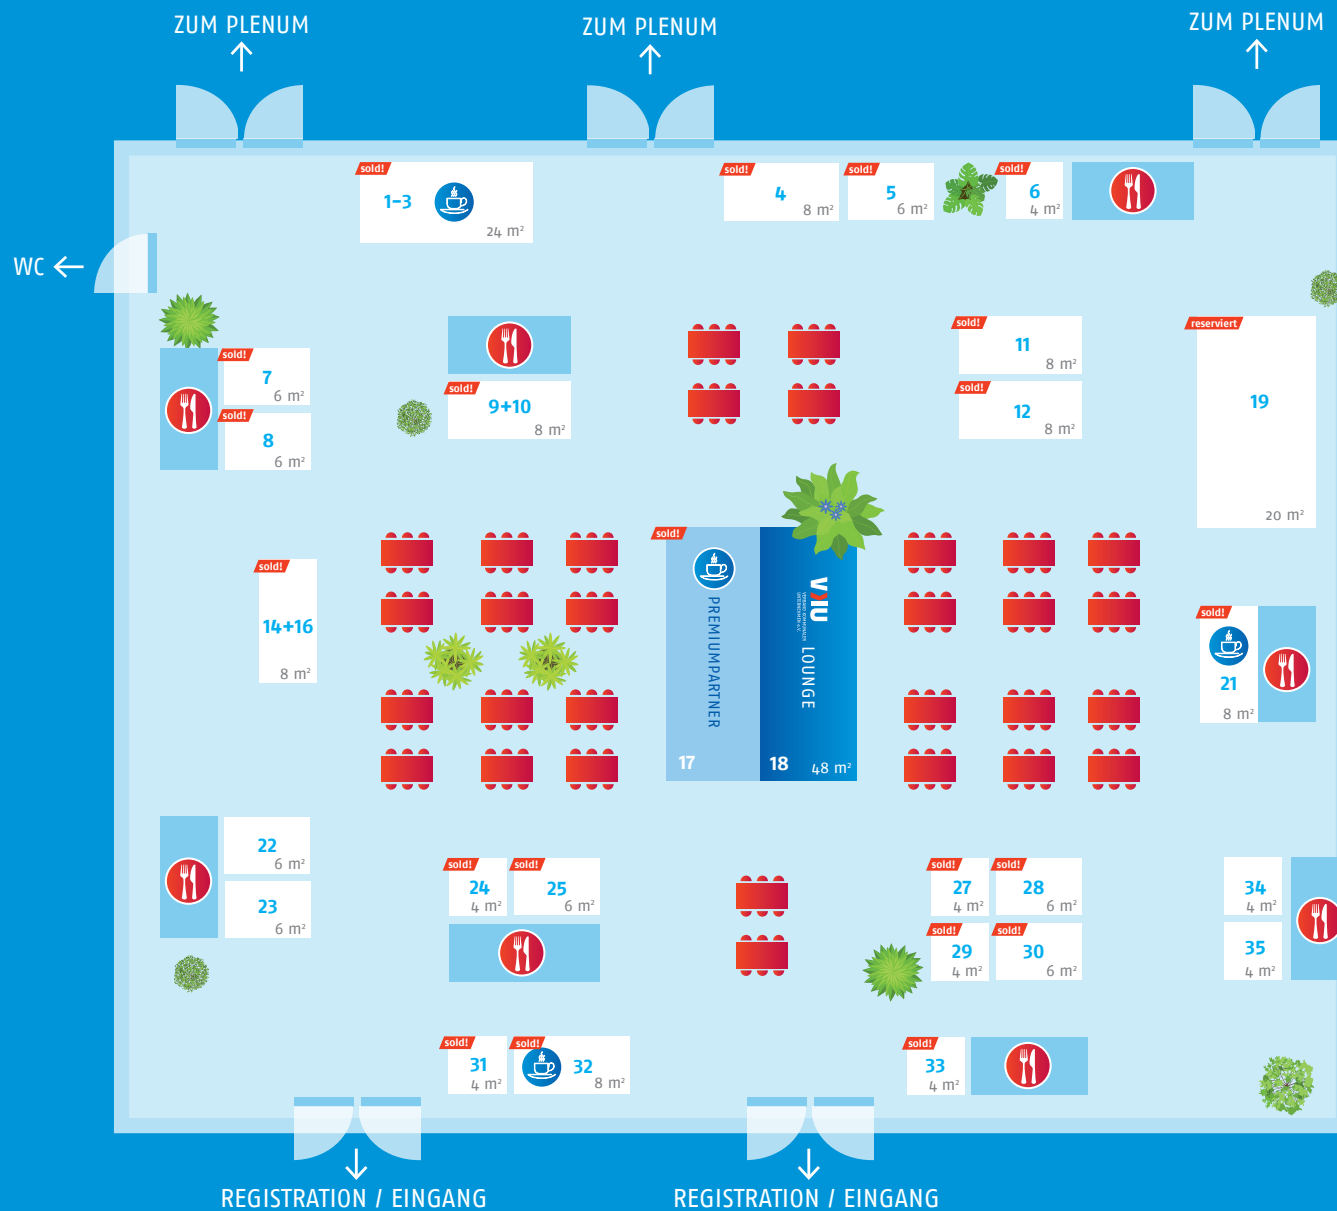 ZUM PLENUM
ZUM PLENUM
ZUM PLENUM
sold!
1-3
24 m²
sold!
4
8 m²
sold!
5
6 m²
sold!
6
4 m²
WC
sold!
7
6 m²
sold!
8
6 m²
sold!
9+10
8 m²
sold!
11
8 m²
sold!
12
8 m²
reserviert
19
20 m²
sold!
14+16
8 m²
sold!
PREMIUMPARTNER
17
VKU
VERBAND KOMMUNALER
UNTERNEHMEN e.V.
LOUNGE
18
48 m²
sold!
21
8 m²
22
6 m²
23
6 m²
sold!
24
4 m²
sold!
25
6 m²
sold!
27
4 m²
sold!
28
6 m²
sold!
29
4 m²
sold!
30
6 m²
34
4 m²
35
4 m²
sold!
31
4 m²
sold!
32
8 m²
sold!
33
4 m²
REGISTRATION / EINGANG
REGISTRATION / EINGANG